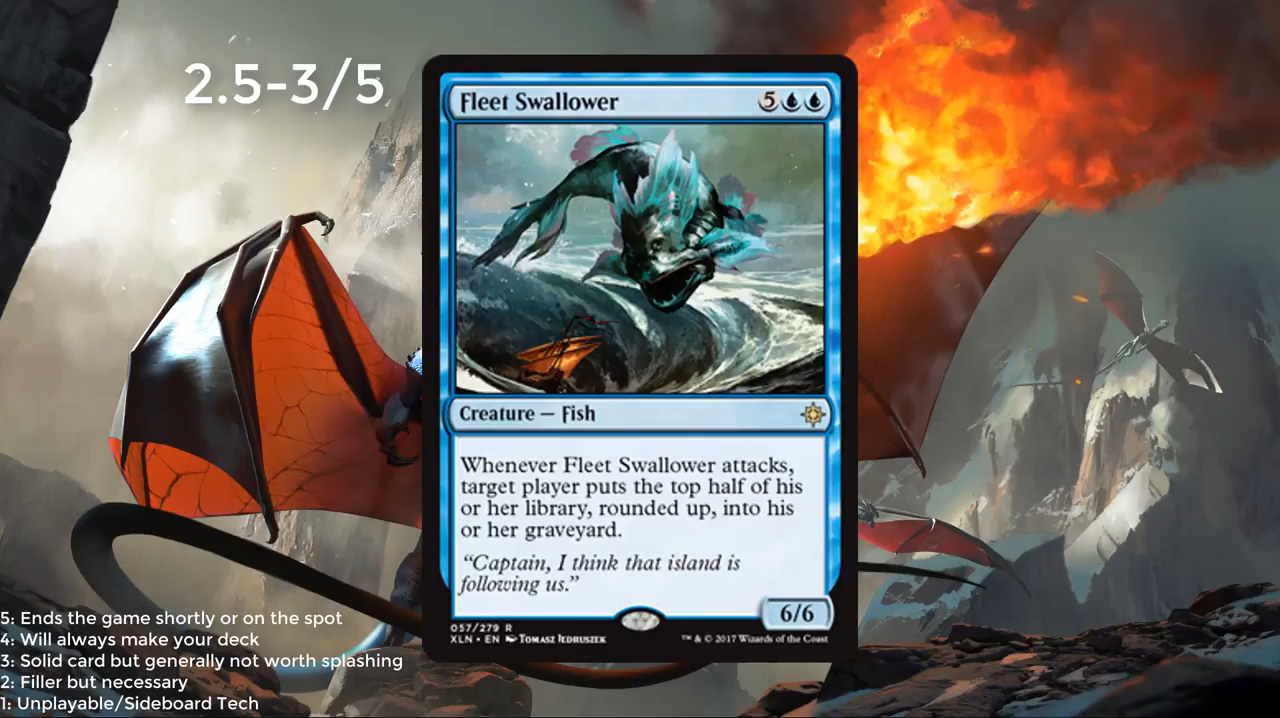 2.5-3/5
Fleet Swallower 5
Creature — Fish
Whenever Fleet Swallower attacks,
target player puts the top half of his
or her library, rounded up, into his
or her graveyard.
“Captain, I think that island is
following us.”
6/6
057/279 R
XLN • EN Tomasz Jedruszek
™ & © 2017 Wizards of the Coast
5: Ends the game shortly or on the spot
4: Will always make your deck
3: Solid card but generally not worth splashing
2: Filler but necessary
1: Unplayable/Sideboard Tech